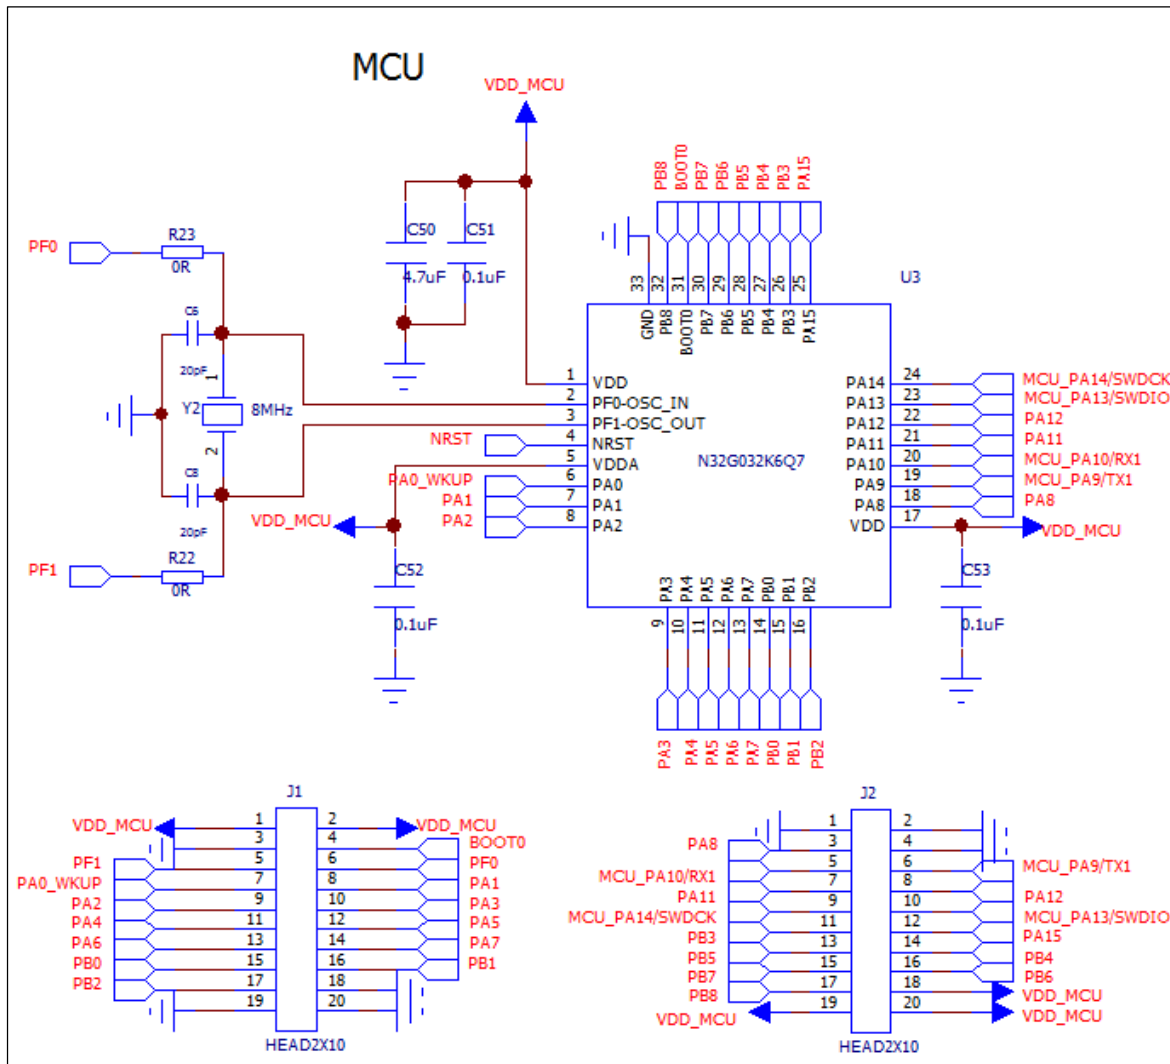 MCU
VDD_MCU
PB8
BOOT0
PB7
PB6
PB5
PB4
PB3
PA15
C50
4.7uF
C51
0.1uF
PF0
R23
0R
C6
20pF
1
Y2
8MHz
2
C8
20pF
PF1
R22
0R
U3
33
32
31
30
29
28
27
26
25
GND
PB8
BOOT0
PB7
PB6
PB5
PB4
PB3
PA15
1 VDD
2 PF0-OSC_IN
3 PF1-OSC_OUT
NRST 4 NRST
5 VDDA
PA0_WKUP 6 PA0
PA1 7 PA1
PA2 8 PA2
N32G032K6Q7
PA14 24 MCU_PA14/SWDCK
PA13 23 MCU_PA13/SWDIO
PA12 22 PA12
PA11 21 PA11
PA10 20 MCU_PA10/RX1
PA9 19 MCU_PA9/TX1
PA8 18 PA8
VDD 17 VDD_MCU
VDD_MCU
C52
0.1uF
C53
0.1uF
PA3
PA4
PA5
PA6
PA7
PB0
PB1
PB2
9
10
11
12
13
14
15
16
PA3
PA4
PA5
PA6
PA7
PB0
PB1
PB2
J1
VDD_MCU 1 2 VDD_MCU
3 4 BOOT0
PF1 5 6 PF0
PA0_WKUP 7 8 PA1
PA2 9 10 PA3
PA4 11 12 PA5
PA6 13 14 PA7
PB0 15 16 PB1
PB2 17 18
19 20
HEAD2X10
J2
1 2
PA8 3 4
5 6 MCU_PA9/TX1
MCU_PA10/RX1 7 8
PA11 9 10 PA12
MCU_PA14/SWDCK 11 12 MCU_PA13/SWDIO
PB3 13 14 PA15
PB5 15 16 PB4
PB7 17 18 PB6
PB8 VDD_MCU
VDD_MCU 19 20 VDD_MCU
HEAD2X10